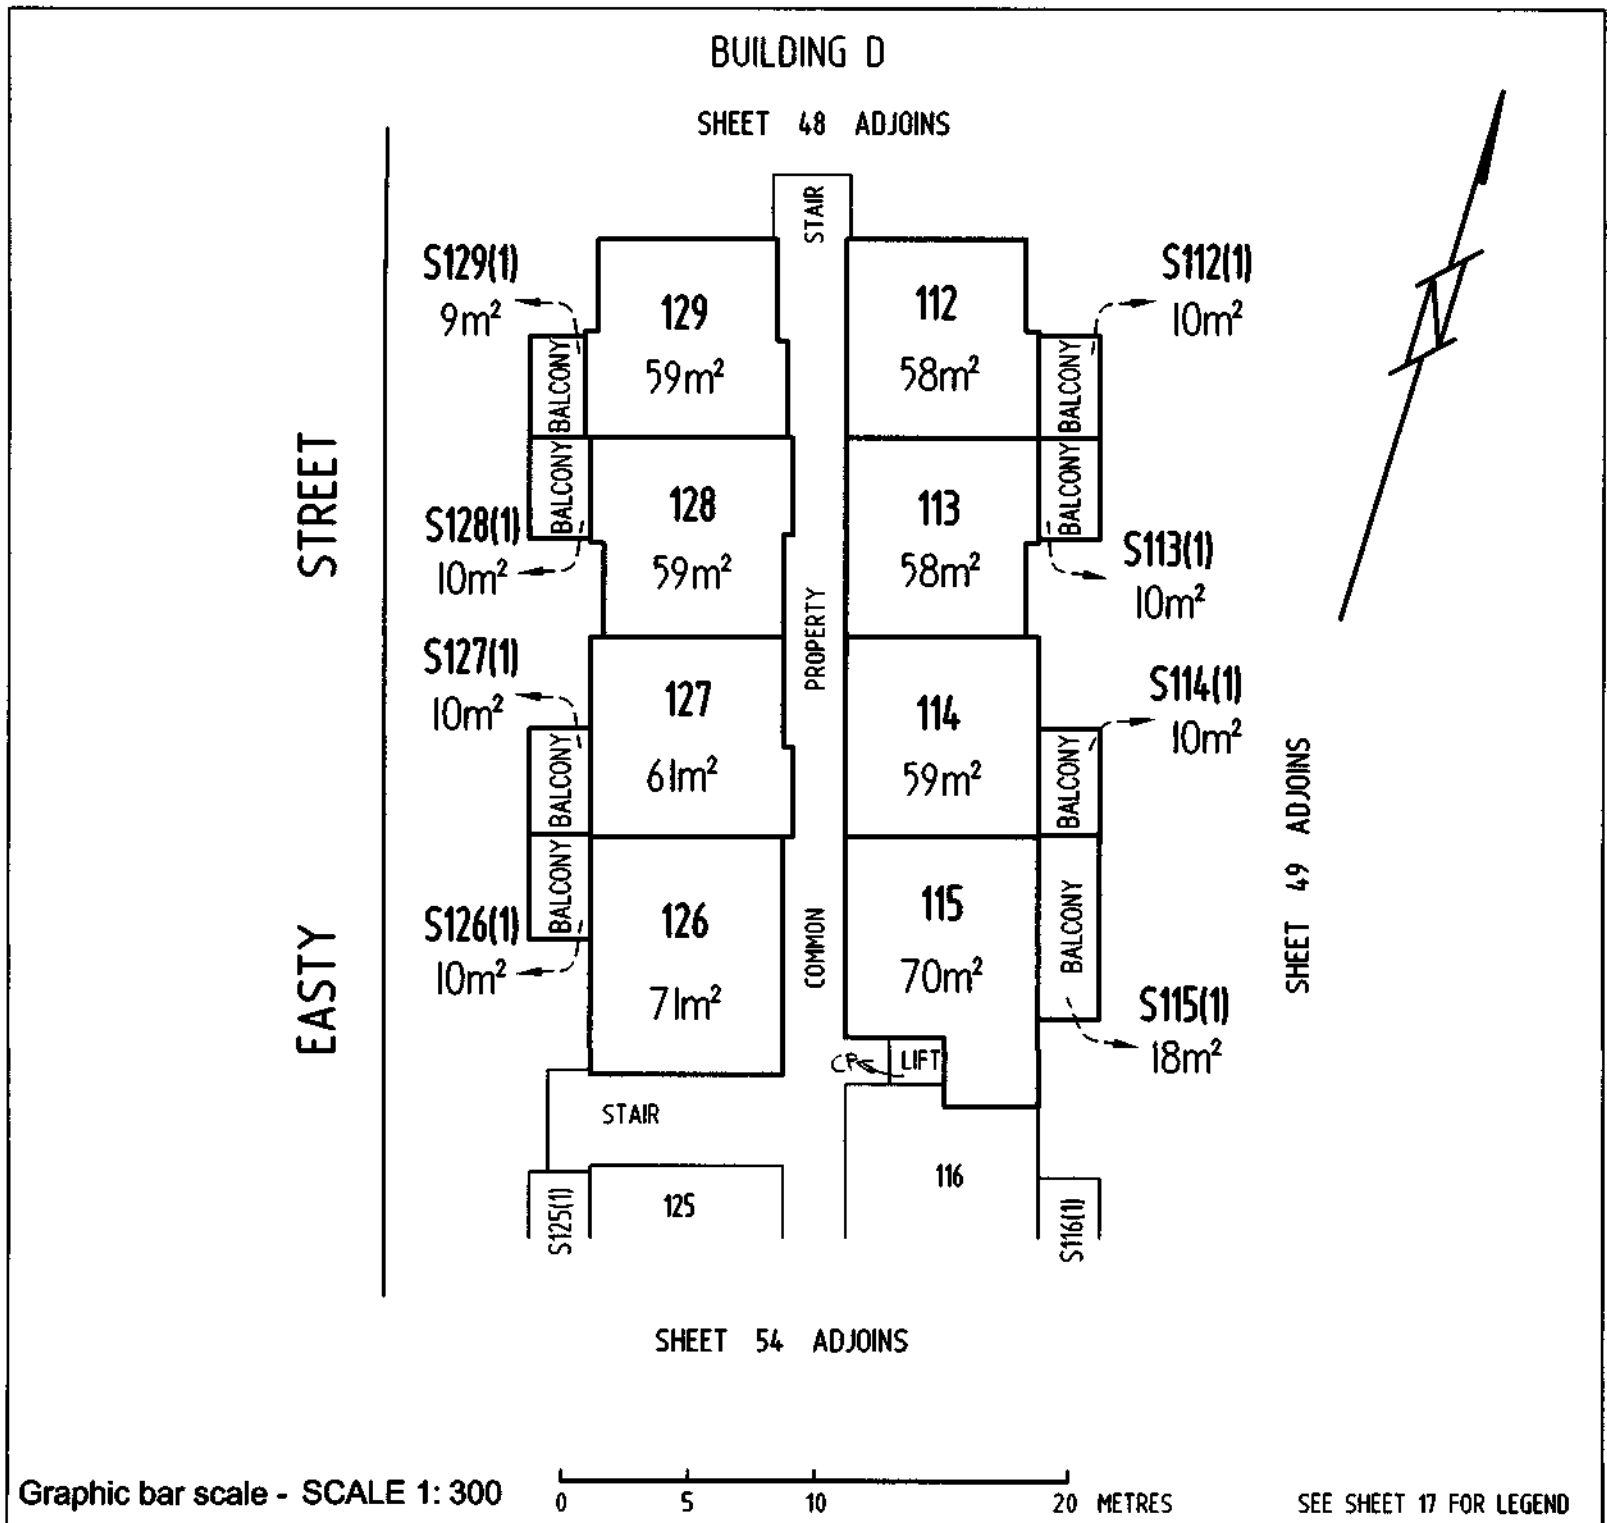 BUILDING D
SHEET 48 ADJOINS
STAIR
S129(1)
9m²
129
59m²
BALCONY
112
58m²
S112(1)
10m²
BALCONY
N
STREET
BALCONY
S128(1)
10m²
128
59m²
113
58m²
BALCONY
S113(1)
10m²
PROPERTY
S127(1)
10m²
BALCONY
127
61m²
114
59m²
S114(1)
10m²
BALCONY
SHEET 49 ADJOINS
EASTY
BALCONY
S126(1)
10m²
126
71m²
COMMON
115
70m²
BALCONY
S115(1)
18m²
CP
LIFT
STAIR
S125(1)
125
116
S116(1)
SHEET 54 ADJOINS
Graphic bar scale - SCALE 1: 300
0 5 10 20 METRES
SEE SHEET 17 FOR LEGEND